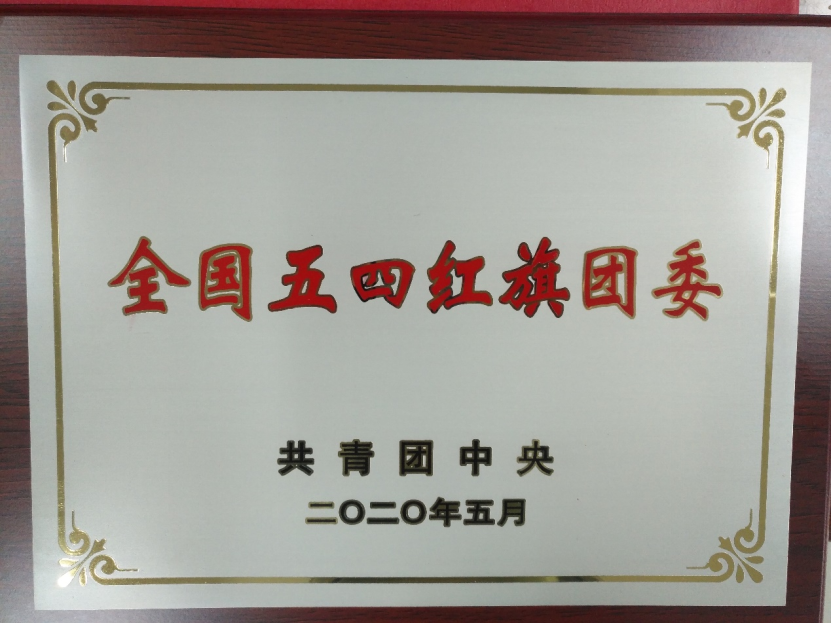 全国五四红旗团委
共青团中央
二〇二〇年五月